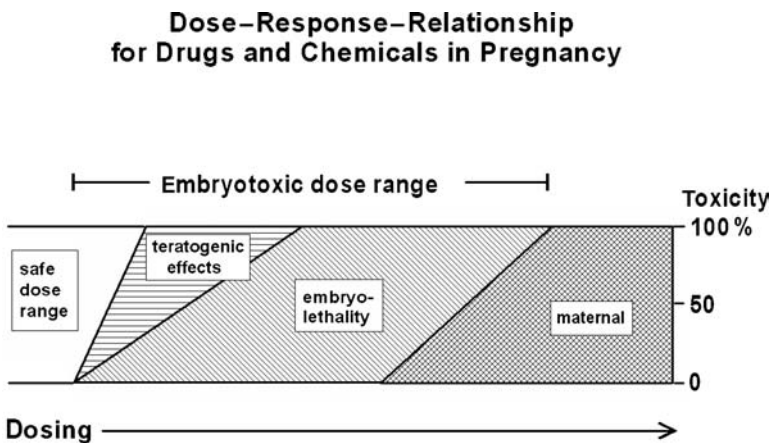 Dose–Response–Relationship
for Drugs and Chemicals in Pregnancy
Embryotoxic dose range
Toxicity
100 %
teratogenic
effects
safe
dose
range
embryo-
lethality
50
maternal
0
Dosing